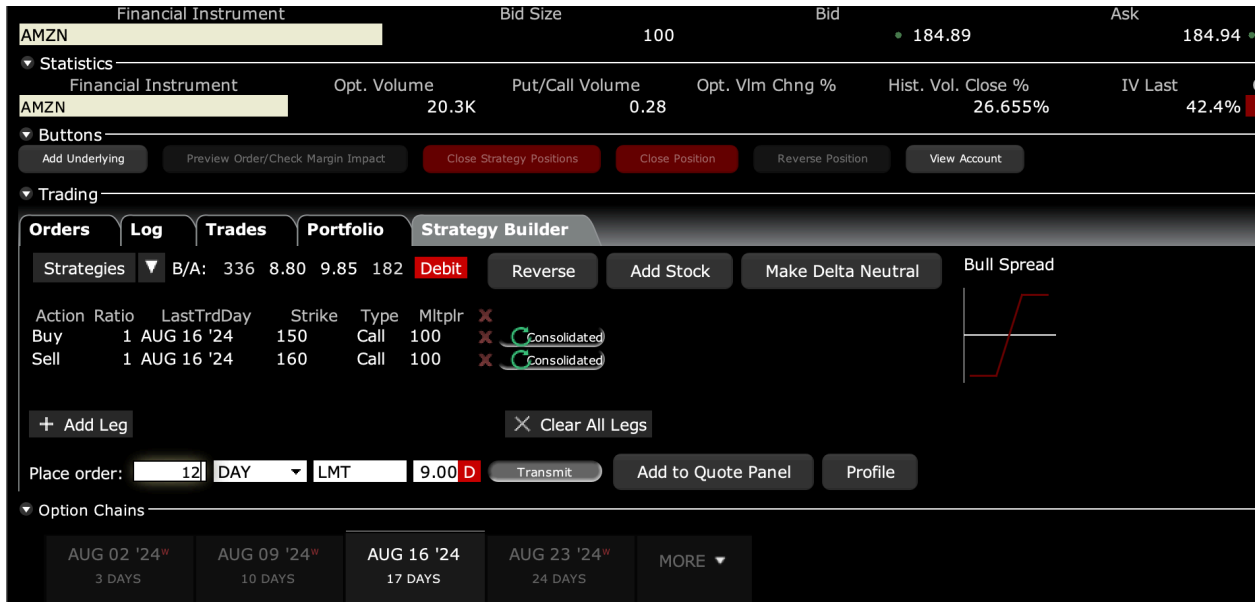 Financial Instrument Bid Size Bid Ask
AMZN 100 184.89 184.94
Statistics
Financial Instrument Opt. Volume Put/Call Volume Opt. Vlm Chng % Hist. Vol. Close % IV Last
AMZN 20.3K 0.28 26.655% 42.4%
Buttons
Add Underlying Preview Order/Check Margin Impact Close Strategy Positions Close Position Reverse Position View Account
Trading
Orders Log Trades Portfolio Strategy Builder
Strategies ▼ B/A: 336 8.80 9.85 182 Debit Reverse Add Stock Make Delta Neutral Bull Spread
Action Ratio LastTrdDay Strike Type Mltplr X
Buy 1 AUG 16 '24 150 Call 100 X Consolidated
Sell 1 AUG 16 '24 160 Call 100 X Consolidated
+ Add Leg X Clear All Legs
Place order: 12 DAY LMT 9.00 D Transmit Add to Quote Panel Profile
Option Chains
AUG 02 '24w AUG 09 '24w AUG 16 '24 AUG 23 '24w MORE ▼
3 DAYS 10 DAYS 17 DAYS 24 DAYS